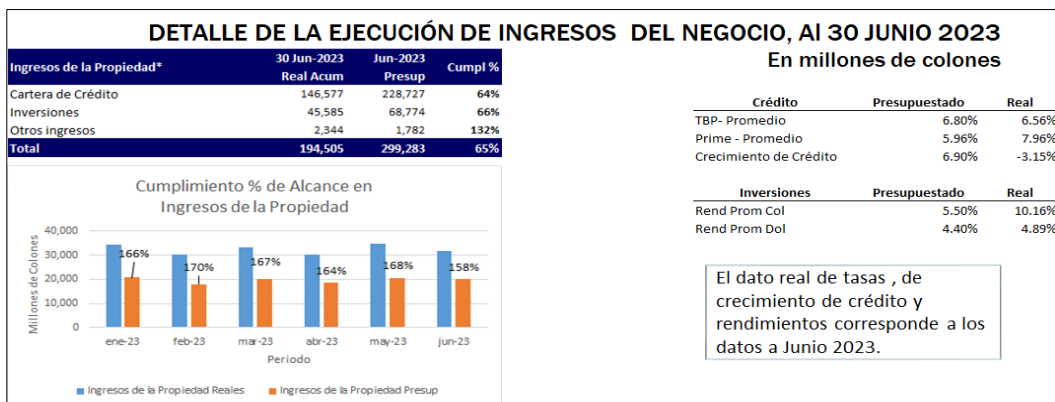 DETALLE DE LA EJECUCIÓN DE INGRESOS DEL NEGOCIO, Al 30 JUNIO 2023
En millones de colones
Ingresos de la Propiedad* 30 Jun-2023 Jun-2023 Cumpl %
Real Acum Presup
Cartera de Crédito 146,577 228,727 64%
Inversiones 45,585 68,774 66%
Otros ingresos 2,344 1,782 132%
Total 194,505 299,283 65%
Cumplimiento % de Alcance en
Ingresos de la Propiedad
Millones de Colones
40,000
30,000
20,000
10,000
0
166% 170% 167% 164% 168% 158%
ene-23 feb-23 mar-23 abr-23 may-23 jun-23
Periodo
Ingresos de la Propiedad Reales Ingresos de la Propiedad Presup
Crédito Presupuestado Real
TBP- Promedio 6.80% 6.56%
Prime - Promedio 5.96% 7.96%
Crecimiento de Crédito 6.90% -3.15%
Inversiones Presupuestado Real
Rend Prom Col 5.50% 10.16%
Rend Prom Dol 4.40% 4.89%
El dato real de tasas , de
crecimiento de crédito y
rendimientos corresponde a los
datos a Junio 2023.